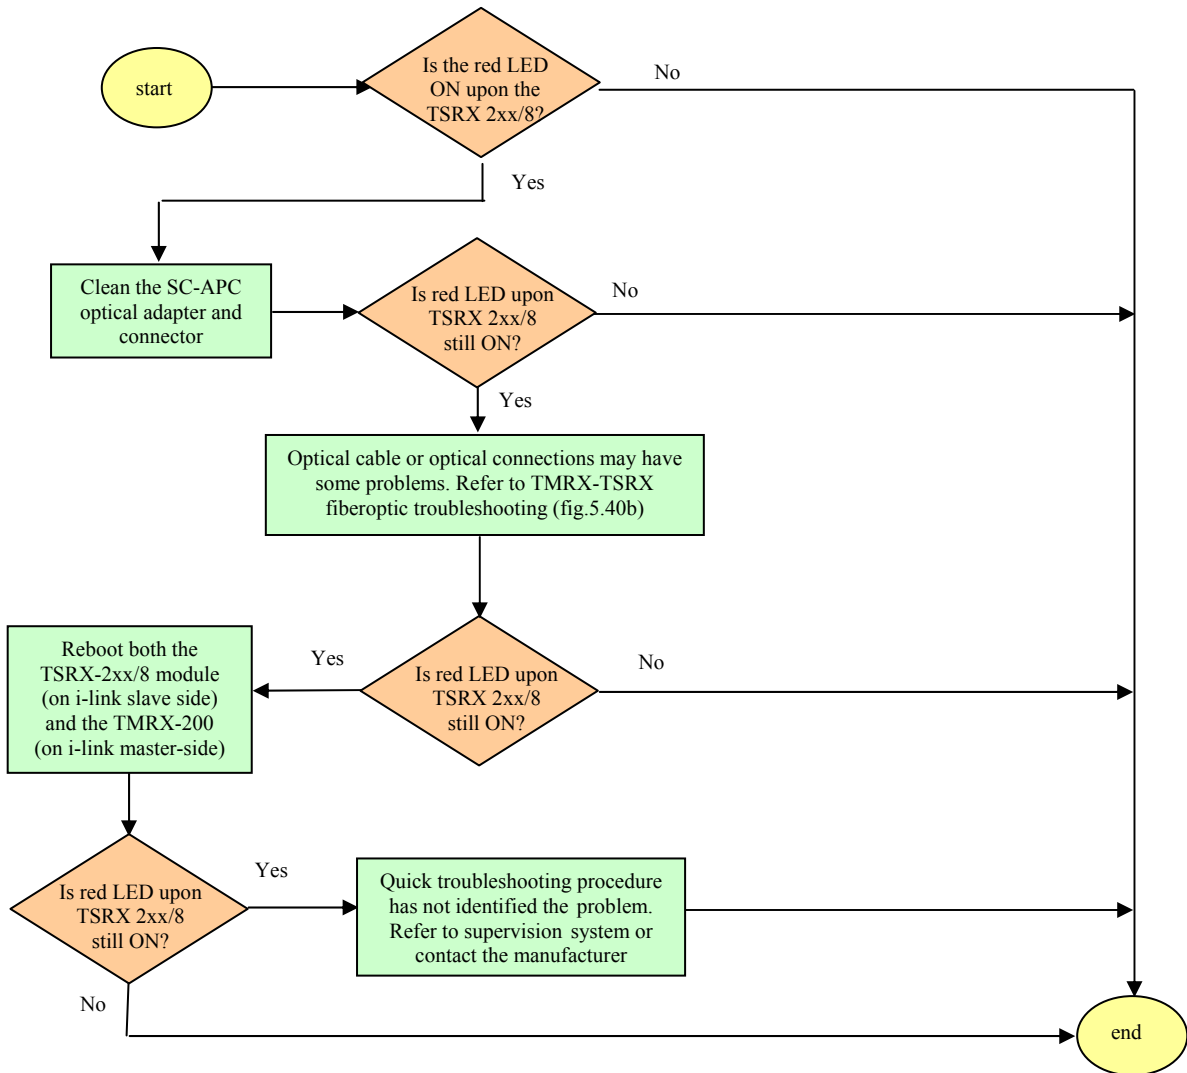 start
Is the red LED
ON upon the
TSRX 2xx/8?
No
Yes
Clean the SC-APC
optical adapter and
connector
Is red LED upon
TSRX 2xx/8
still ON?
No
Yes
Optical cable or optical connections may have
some problems. Refer to TMRX-TSRX
fiberoptic troubleshooting (fig.5.40b)
Reboot both the
TSRX-2xx/8 module
(on i-link slave side)
and the TMRX-200
(on i-link master-side)
Yes
Is red LED upon
TSRX 2xx/8
still ON?
No
Is red LED upon
TSRX 2xx/8
still ON?
Yes
Quick troubleshooting procedure
has not identified the problem.
Refer to supervision system or
contact the manufacturer
No
end